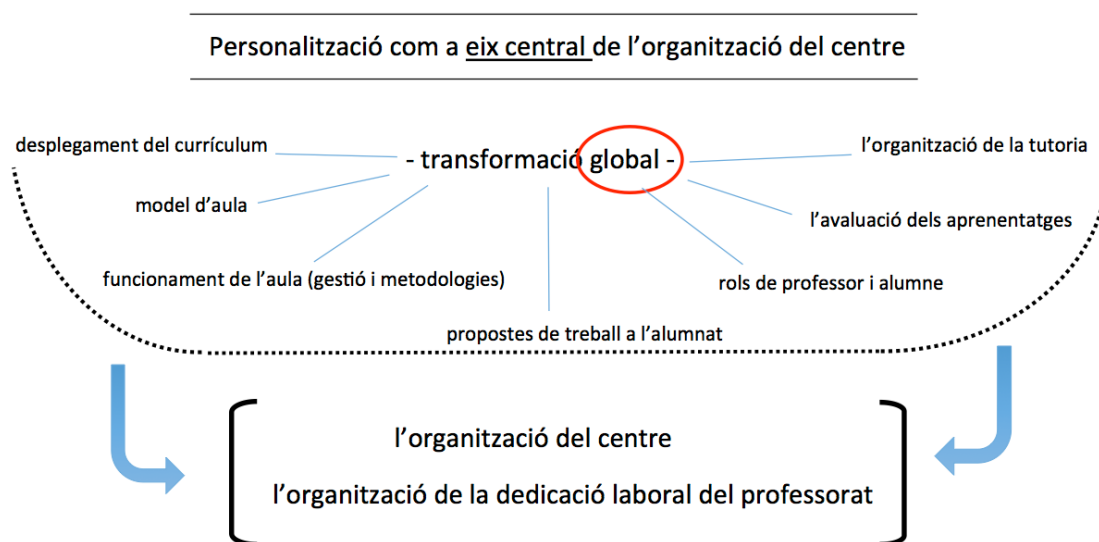 Personalització com a eix central de l'organització del centre
desplegament del currículum
- transformació global -
l'organització de la tutoria
model d'aula
l'avaluació dels aprenentatges
funcionament de l'aula (gestió i metodologies)
rols de professor i alumne
propostes de treball a l'alumnat
l'organització del centre
l'organització de la dedicació laboral del professorat